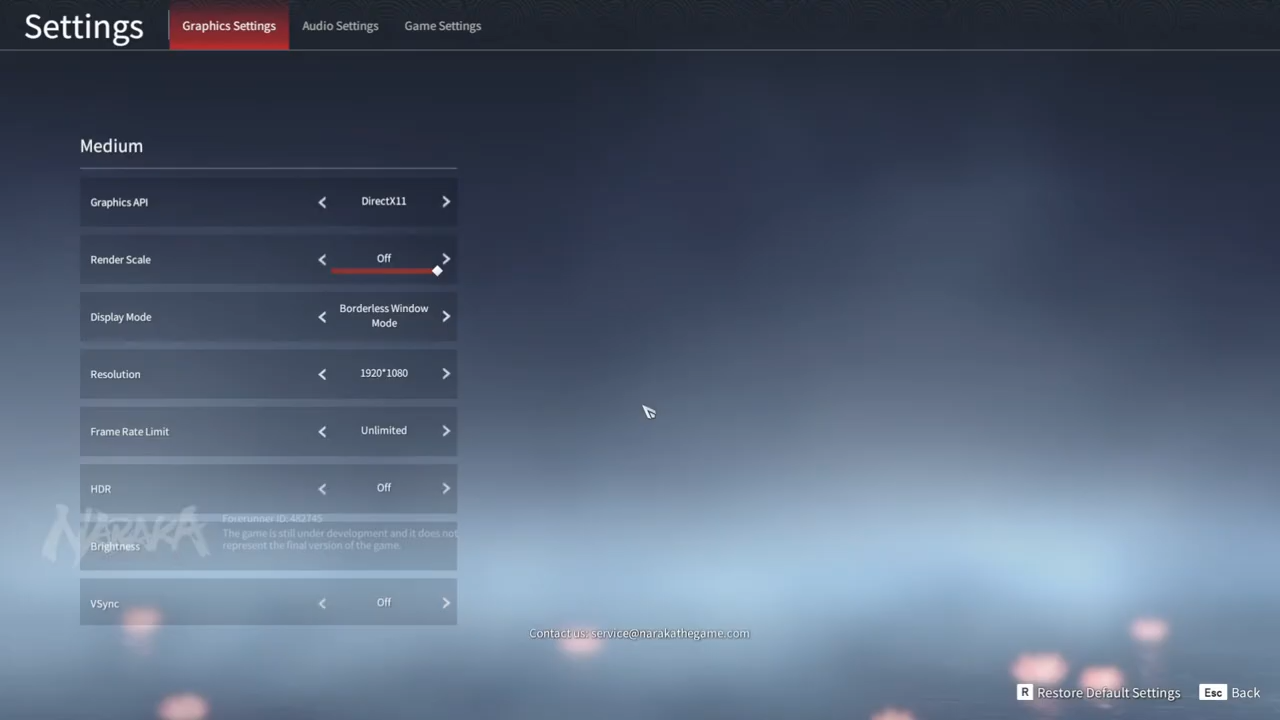 Settings
Graphics Settings
Audio Settings
Game Settings
Medium
Graphics API
DirectX11
Render Scale
Off
Display Mode
Borderless Window
Mode
Resolution
1920*1080
Frame Rate Limit
Unlimited
HDR
Off
NARAKA
Forerunner ID: 482745
The game is still under development and it does not
represent the final version of the game.
Brightness
VSync
Off
Contact us: service@narakathegame.com
R Restore Default Settings
Esc Back